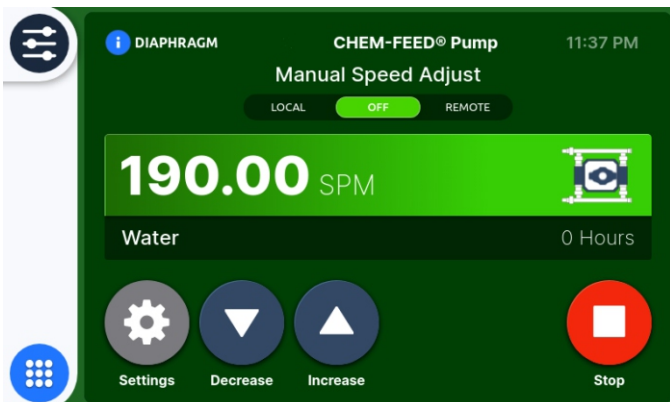 DIAPHRAGM CHEM-FEED® Pump 11:37 PM
Manual Speed Adjust
LOCAL OFF REMOTE
190.00 SPM
Water 0 Hours
Settings Decrease Increase Stop